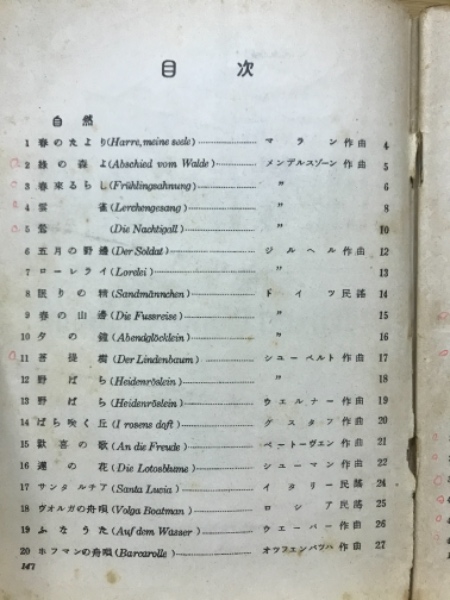 目 次
自然
1 春のたより(Harre, meine seele) マラン作曲 4
2 緑の森よ(Abschied vom Walde) メンデルスゾーン作曲 5
3 春來るらし(Frühlingsahnung) 〃 6
4 雲雀(Lerchengesang) 〃 8
5 鶯(Die Nachtigall) 〃 10
6 五月の野邊(Der Soldat) ジルヘル作曲 12
7 ローレライ(Lorelei) 〃 13
8 眠りの精(Sandmännchen) ドイツ民謠 14
9 春の山邊(Die Fussreise) 〃 15
10 夕の鐘(Abendglöcklein) 〃 16
11 菩提樹(Der Lindenbaum) シューベルト作曲 17
12 野ばら(Heidenröslein) 〃 18
13 野ばら(Heidenröslein) ウェルナー作曲 19
14 ばら吹く丘(I rosens doft) グスタフ作曲 20
15 歡喜の歌(An die Freude) ベートーヴェン作曲 21
16 蓮の花(Die Lotosblume) シューマン作曲 22
17 サンタルチア(Santa Lucia) イタリー民謠 24
18 ヴオルガの舟唄(Volga Boatman) ロシア民謠 25
19 ふなうた(Auf dem Wasser) ウエーバー作曲 26
20 ホフマンの舟唄(Barcarolle) オッフェンバッハ作曲 27
147